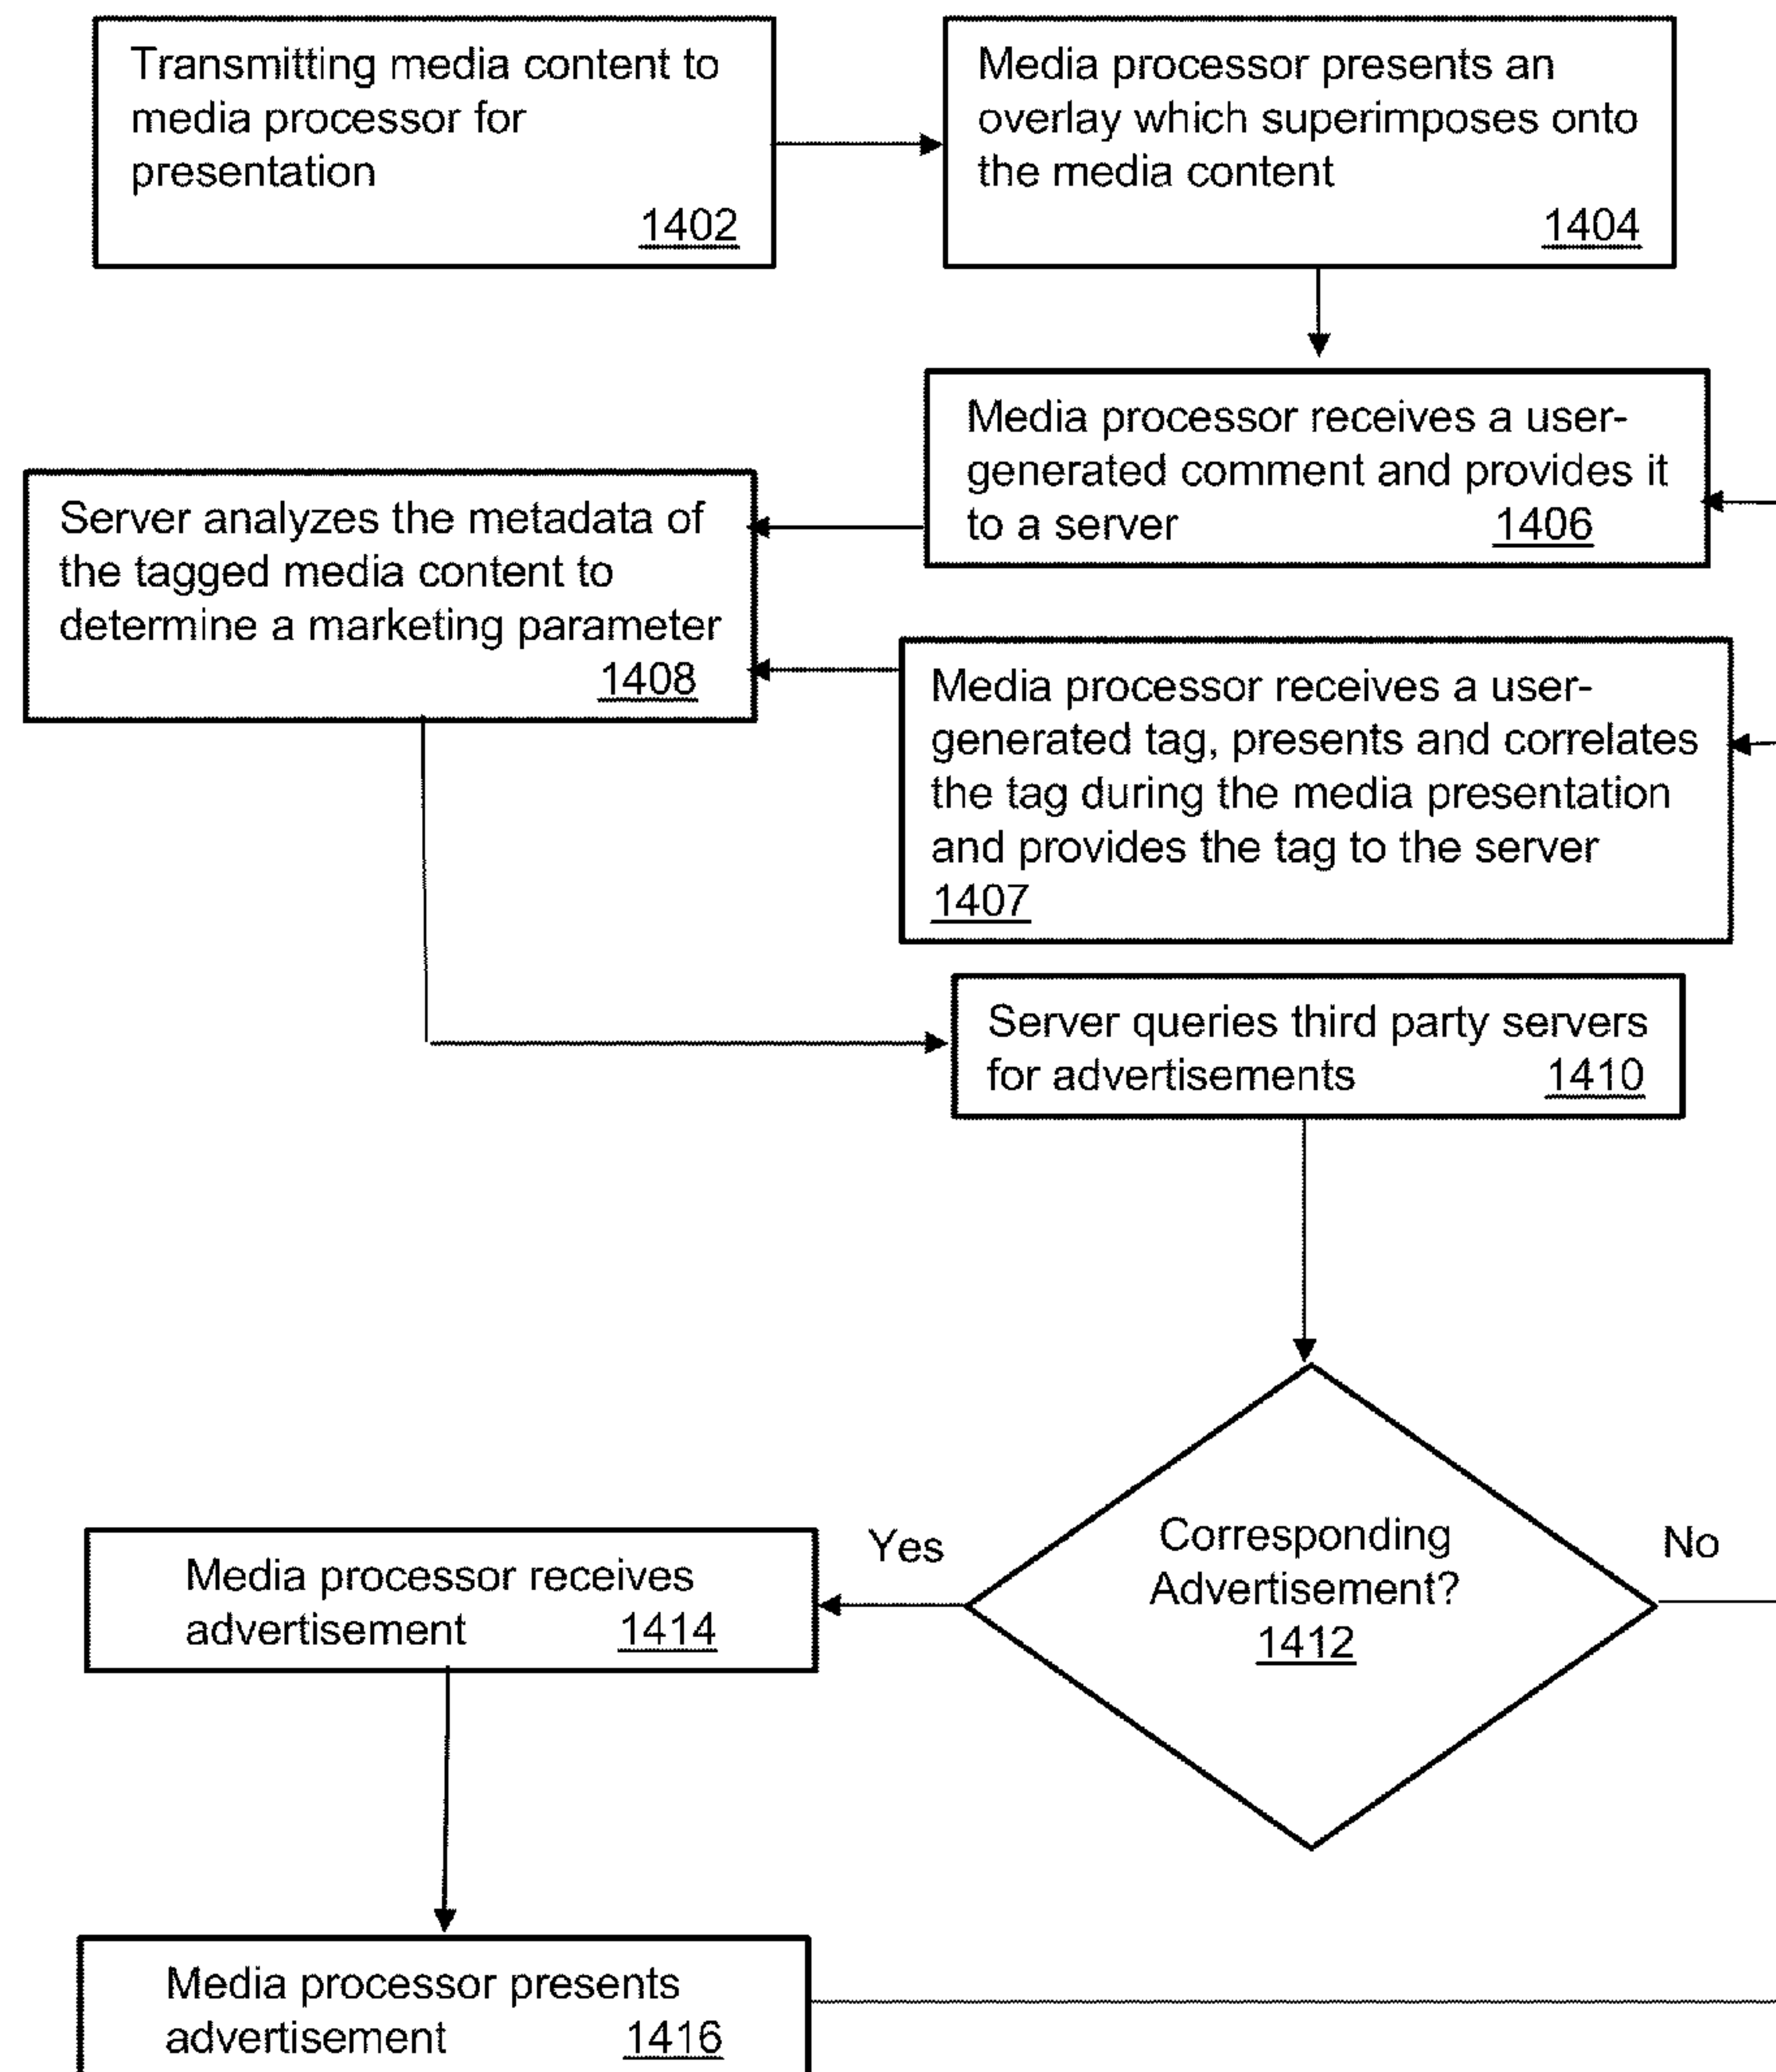 Transmitting media content to
media processor for
presentation
1402
Media processor presents an
overlay which superimposes onto
the media content
1404
Media processor receives a user-
generated comment and provides it
to a server 1406
Server analyzes the metadata of
the tagged media content to
determine a marketing parameter
1408
Media processor receives a user-
generated tag, presents and correlates
the tag during the media presentation
and provides the tag to the server
1407
Server queries third party servers
for advertisements 1410
Corresponding
Advertisement?
1412
Yes
No
Media processor receives
advertisement 1414
Media processor presents
advertisement 1416